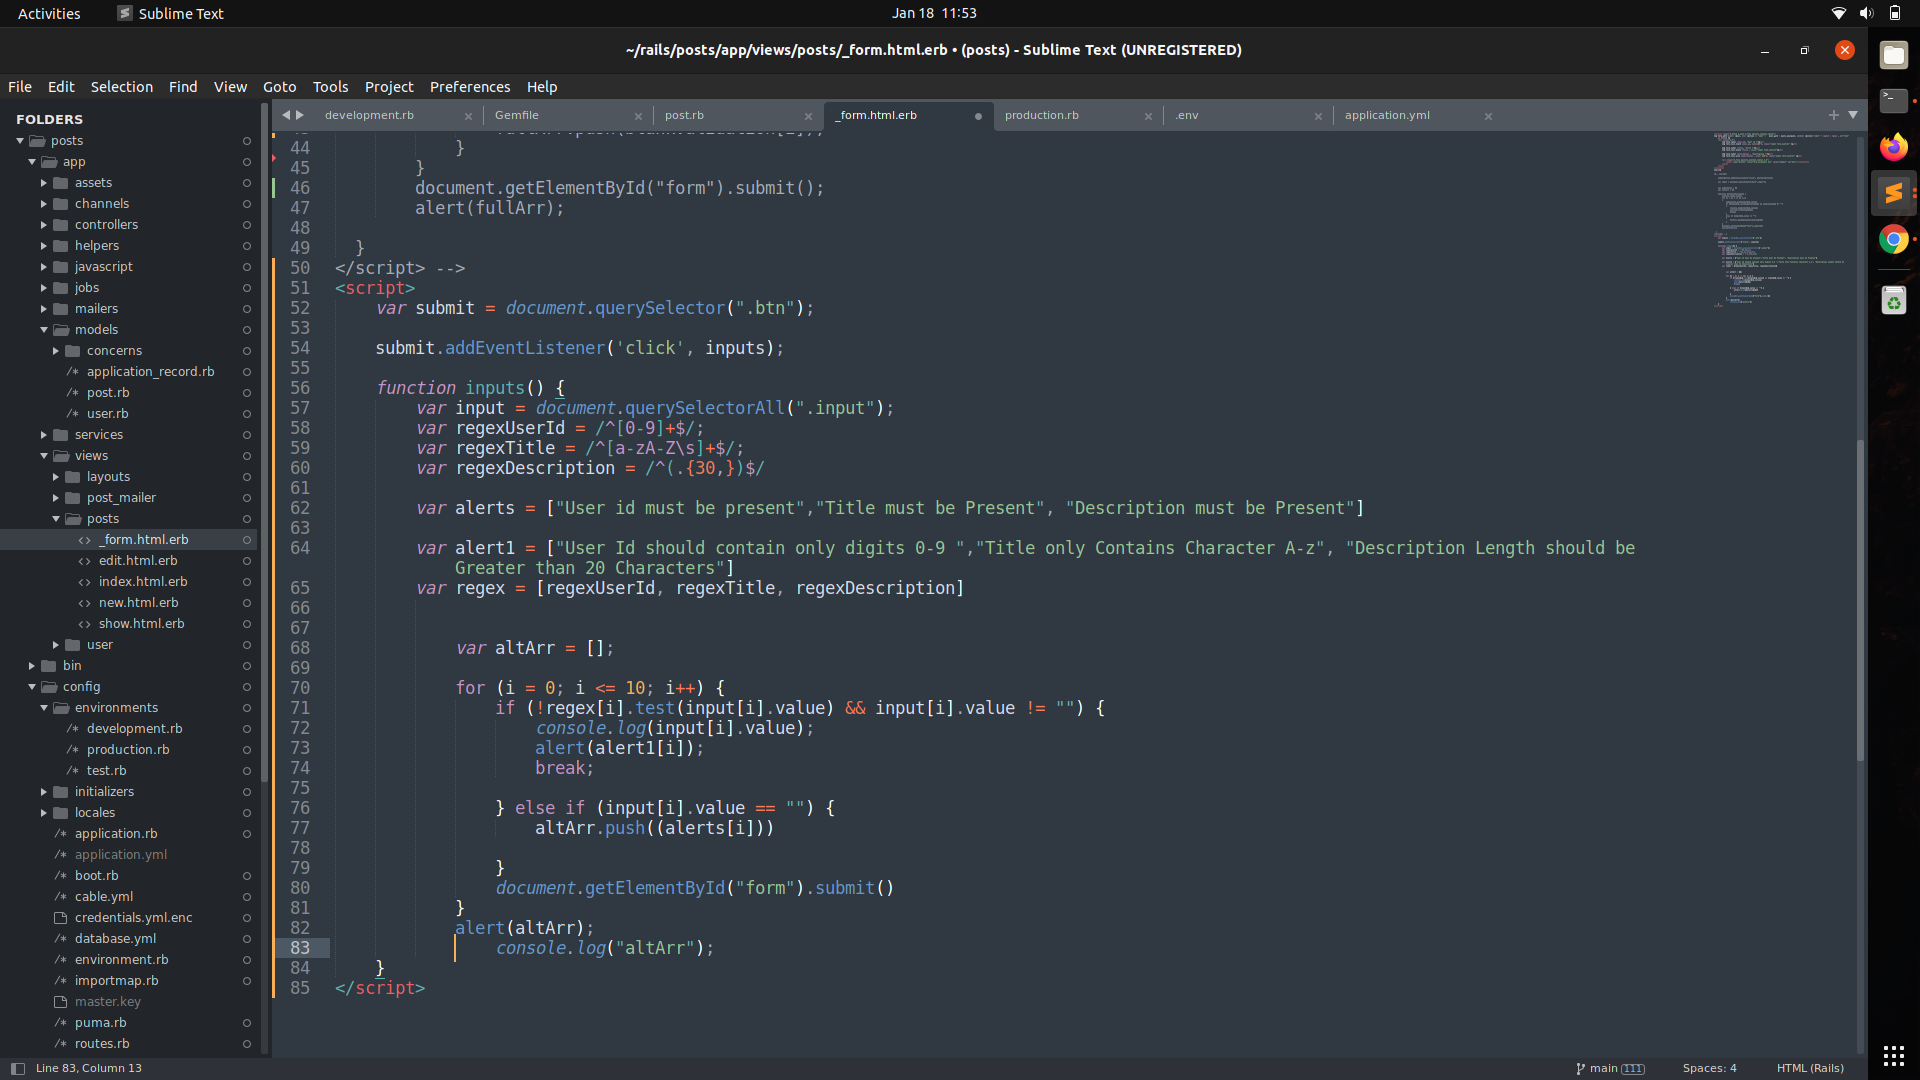 Activities
Sublime Text
Jan 18 11:53
~/rails/posts/app/views/posts/_form.html.erb • (posts) - Sublime Text (UNREGISTERED)
File Edit Selection Find View Goto Tools Project Preferences Help
FOLDERS
posts
app
assets
channels
controllers
helpers
javascript
jobs
mailers
models
concerns
/* application_record.rb
/* post.rb
/* user.rb
services
views
layouts
post_mailer
posts
<> _form.html.erb
<> edit.html.erb
<> index.html.erb
<> new.html.erb
<> show.html.erb
user
bin
config
environments
/* development.rb
/* production.rb
/* test.rb
initializers
locales
/* application.rb
/* application.yml
/* boot.rb
/* cable.yml
credentials.yml.enc
/* database.yml
/* environment.rb
/* importmap.rb
master.key
/* puma.rb
/* routes.rb
development.rb × Gemfile × post.rb × _form.html.erb • production.rb × .env × application.yml ×
44 }
45 }
46 document.getElementById("form").submit();
47 alert(fullArr);
48
49 }
50 </script> -->
51 <script>
52 var submit = document.querySelector(".btn");
53
54 submit.addEventListener('click', inputs);
55
56 function inputs() {
57 var input = document.querySelectorAll(".input");
58 var regexUserId = /^[0-9]+$/;
59 var regexTitle = /^[a-zA-Z\s]+$/;
60 var regexDescription = /^(.{30,})$/
61
62 var alerts = ["User id must be present","Title must be Present", "Description must be Present"]
63
64 var alert1 = ["User Id should contain only digits 0-9 ","Title only Contains Character A-z", "Description Length should be
Greater than 20 Characters"]
65 var regex = [regexUserId, regexTitle, regexDescription]
66
67
68 var altArr = [];
69
70 for (i = 0; i <= 10; i++) {
71 if (!regex[i].test(input[i].value) && input[i].value != "") {
72 console.log(input[i].value);
73 alert(alert1[i]);
74 break;
75
76 } else if (input[i].value == "") {
77 altArr.push((alerts[i]))
78
79 }
80 document.getElementById("form").submit()
81 }
82 alert(altArr);
83 console.log("altArr");
84 }
85 </script>
Line 83, Column 13
main 111
Spaces: 4
HTML (Rails)